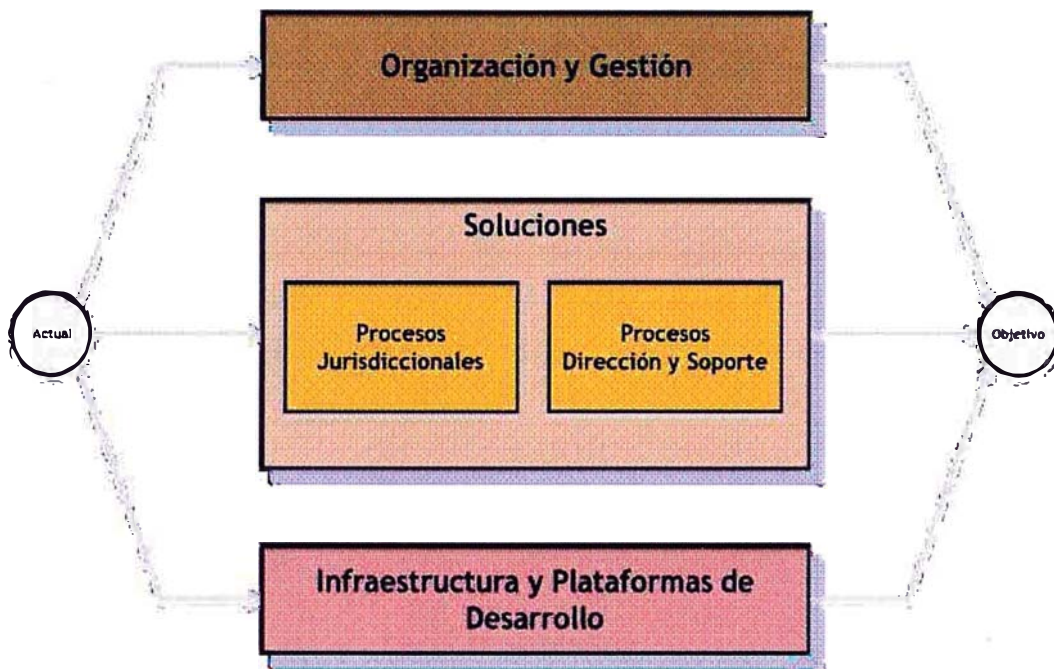 Organización y Gestión
Soluciones
Actual
Procesos
Jurisdiccionales
Procesos
Dirección y Soporte
Objetivo
Infraestructura y Plataformas de
Desarrollo